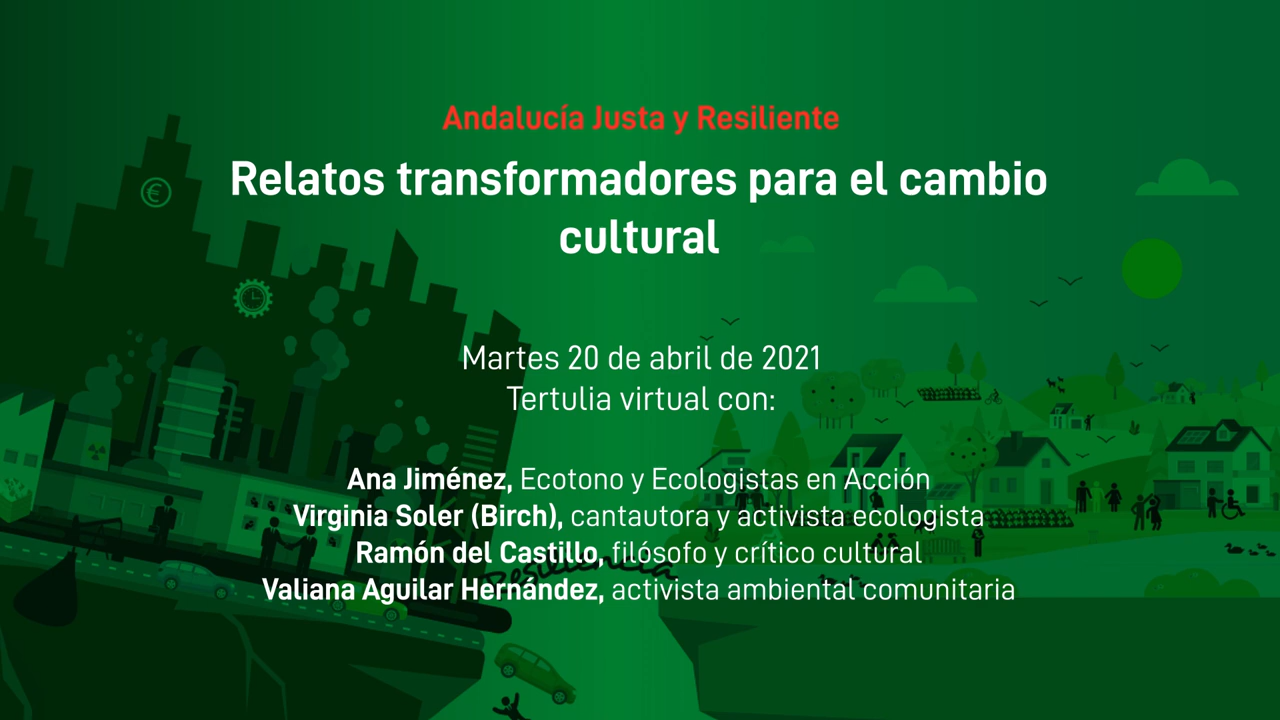 Andalucía Justa y Resiliente
Relatos transformadores para el cambio
cultural
Martes 20 de abril de 2021
Tertulia virtual con:
Ana Jiménez, Ecotono y Ecologistas en Acción
Virginia Soler (Birch), cantautora y activista ecologista
Ramón del Castillo, filósofo y crítico cultural
Resiliencia
Valiana Aguilar Hernández, activista ambiental comunitaria
€